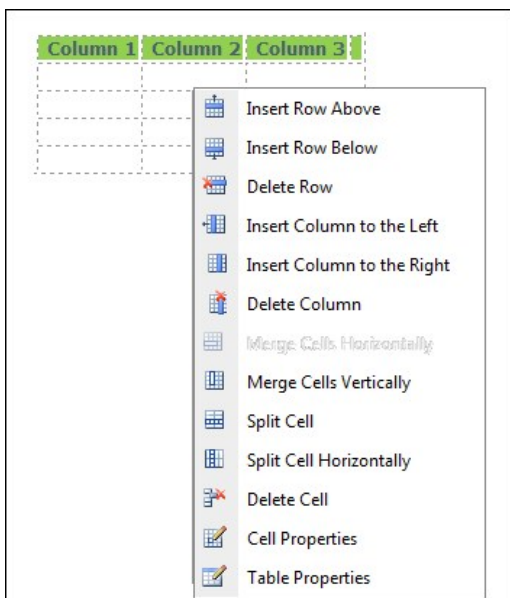 Column 1 Column 2 Column 3
Insert Row Above
Insert Row Below
Delete Row
Insert Column to the Left
Insert Column to the Right
Delete Column
Merge Cells Horizontally
Merge Cells Vertically
Split Cell
Split Cell Horizontally
Delete Cell
Cell Properties
Table Properties